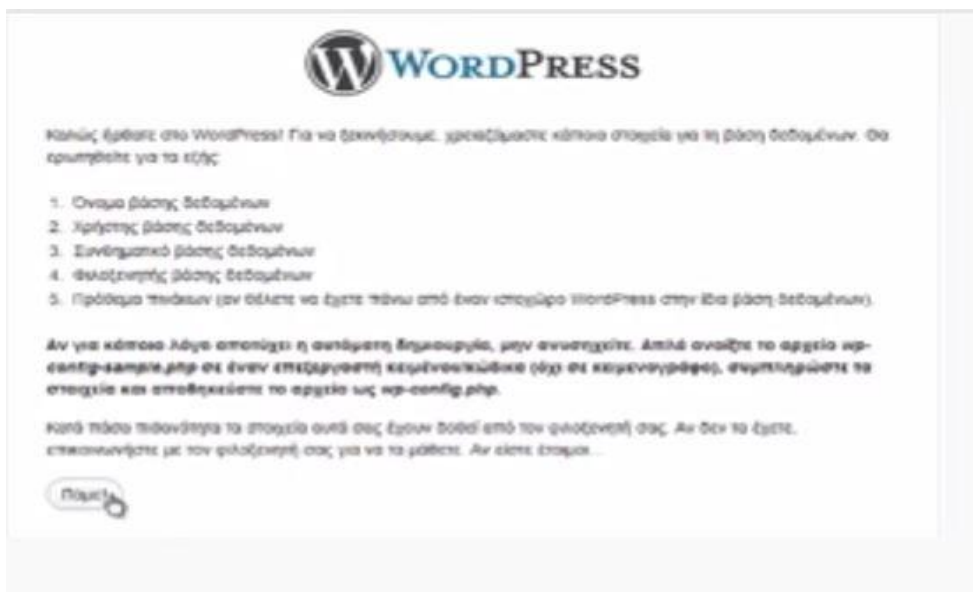 WORDPRESS
Καλώς ήρθατε στο WordPress! Για να ξεκινήσουμε, χρειαζόμαστε κάποια στοιχεία για τη βάση δεδομένων. Θα
ερωτηθείτε για τα εξής:
1. Όνομα βάσης δεδομένων
2. Χρήστης βάσης δεδομένων
3. Συνθηματικό βάσης δεδομένων
4. Φιλοξενητής βάσης δεδομένων
5. Πρόθεμα πινάκων (αν θέλετε να έχετε πάνω από έναν ιστοχώρο WordPress στην ίδια βάση δεδομένων).
Αν για κάποιο λόγο αποτύχει η αυτόματη δημιουργία, μην ανησυχείτε. Απλά ανοίξτε το αρχείο wp-
config-sample.php σε έναν επεξεργαστή κειμένου/κώδικα (όχι σε κειμενογράφο), συμπληρώστε τα
στοιχεία και αποθηκεύστε το αρχείο ως wp-config.php.
Κατά πάσα πιθανότητα τα στοιχεία αυτά σας έχουν δοθεί από τον φιλοξενητή σας. Αν δεν τα έχετε,
επικοινωνήστε με τον φιλοξενητή σας για να τα μάθετε. Αν είστε έτοιμοι...
Πάμε!